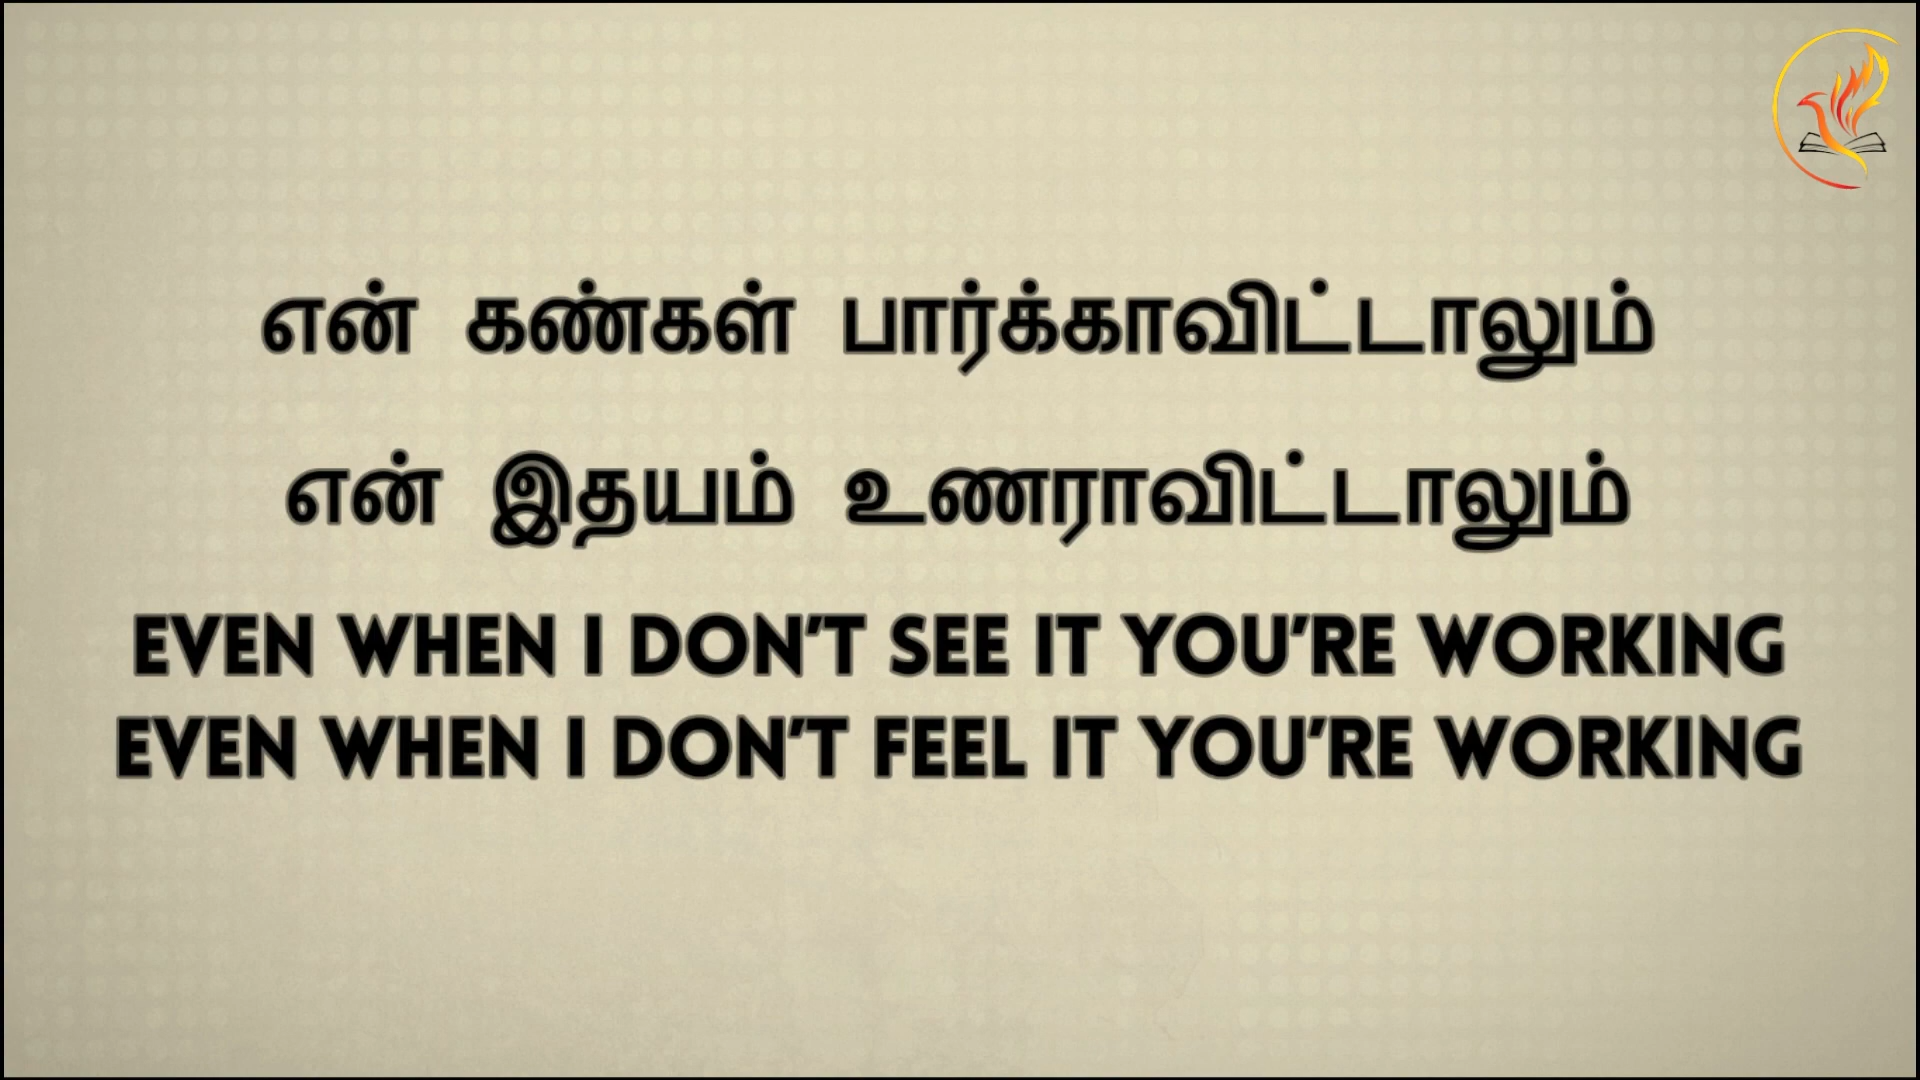 என் கண்கள் பார்க்காவிட்டாலும்
என் இதயம் உணராவிட்டாலும்
EVEN WHEN I DON'T SEE IT YOU'RE WORKING
EVEN WHEN I DON'T FEEL IT YOU'RE WORKING